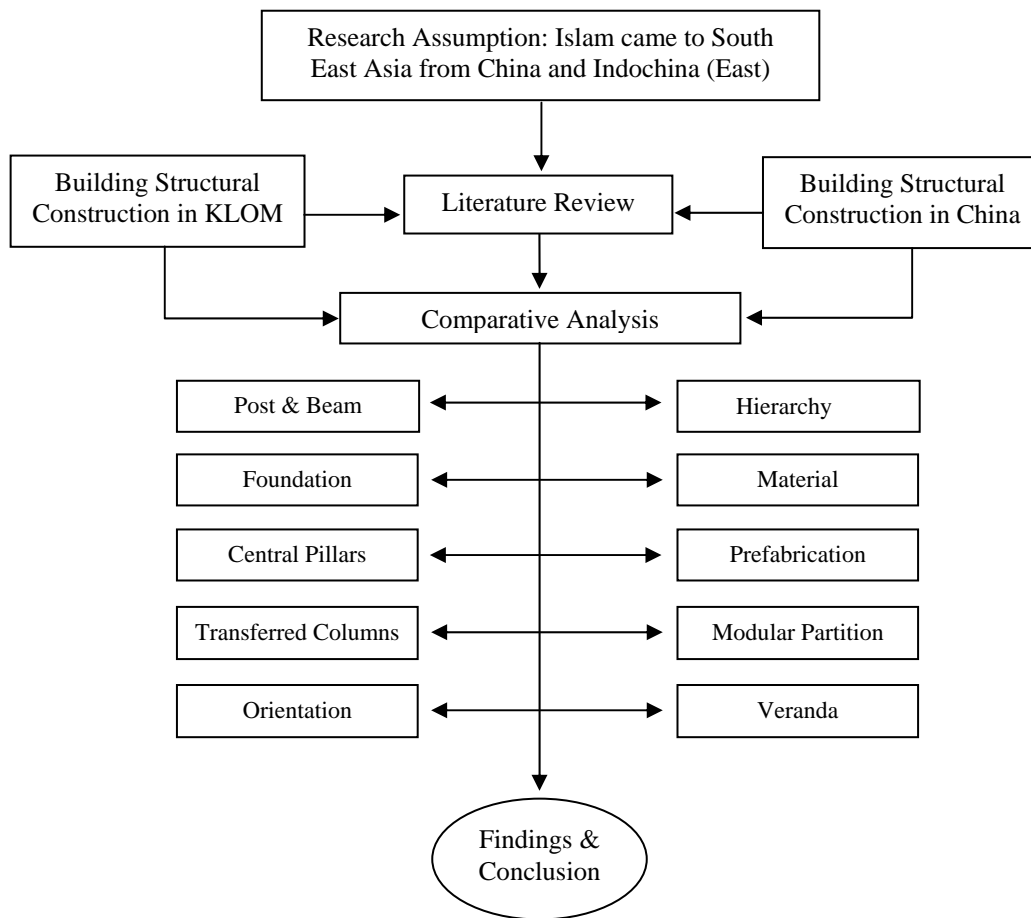 Research Assumption: Islam came to South
East Asia from China and Indochina (East)
Building Structural
Construction in KLOM
Literature Review
Building Structural
Construction in China
Comparative Analysis
Post & Beam
Hierarchy
Foundation
Material
Central Pillars
Prefabrication
Transferred Columns
Modular Partition
Orientation
Veranda
Findings &
Conclusion